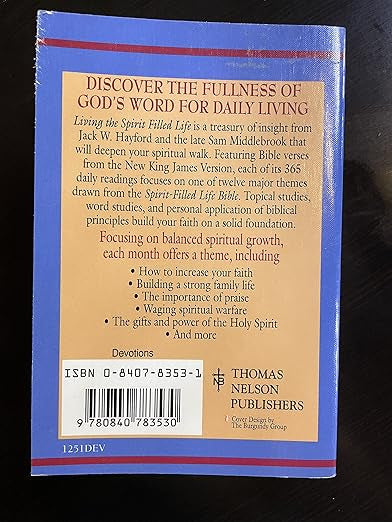 DISCOVER THE FULLNESS OF
GOD'S WORD FOR DAILY LIVING
Living the Spirit Filled Life is a treasury of insight from
Jack W. Hayford and the late Sam Middlebrook that
will deepen your spiritual walk. Featuring Bible verses
from the New King James Version, each of its 365
daily readings focuses on one of twelve major themes
drawn from the Spirit-Filled Life Bible. Topical studies,
word studies, and personal application of biblical
principles build your faith on a solid foundation.
Focusing on balanced spiritual growth,
each month offers a theme, including
• How to increase your faith
• Building a strong family life
• The importance of praise
• Waging spiritual warfare
• The gifts and power of the Holy Spirit
• And more
Devotions
ISBN 0-8407-8353-1
9 780840 783530
TNB
THOMAS
NELSON
PUBLISHERS
Cover Design by
The Burgundy Group
1251DEV